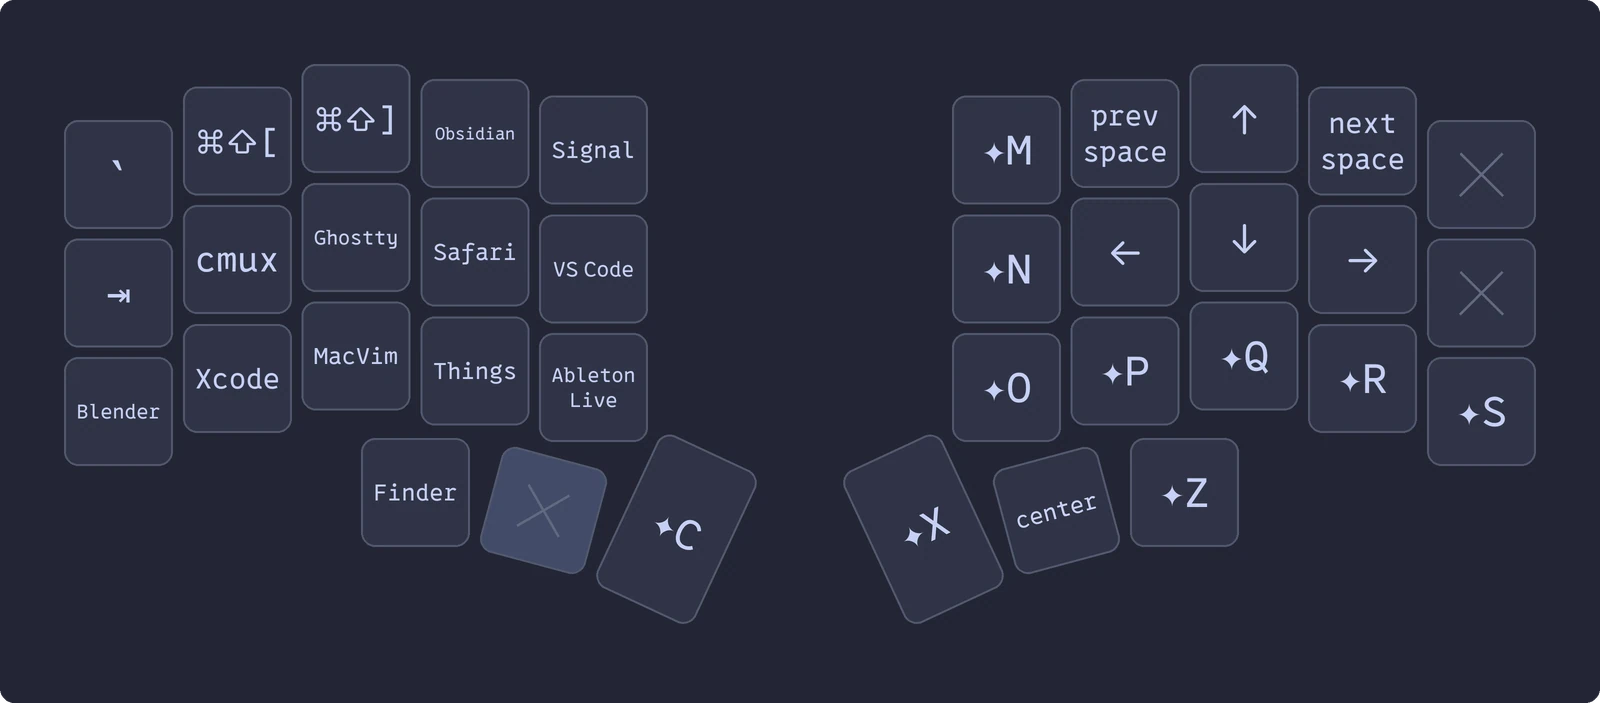 ` ⌘⇧[ ⌘⇧] Obsidian Signal
⇥ cmux Ghostty Safari VS Code
Blender Xcode MacVim Things Ableton
Live
Finder ✦C
✦M prev
space ↑ next
space
✦N ← ↓ →
✦O ✦P ✦Q ✦R ✦S
✦X center ✦Z